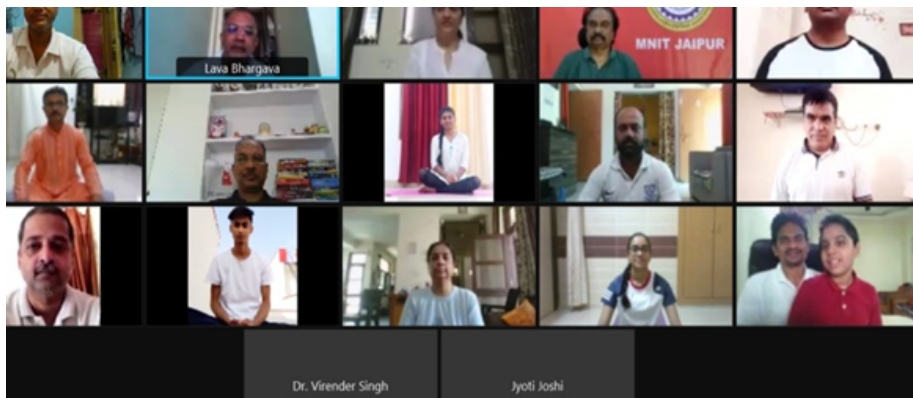 Lava Bhargava
MNIT JAIPUR
Dr. Virender Singh
Jyoti Joshi